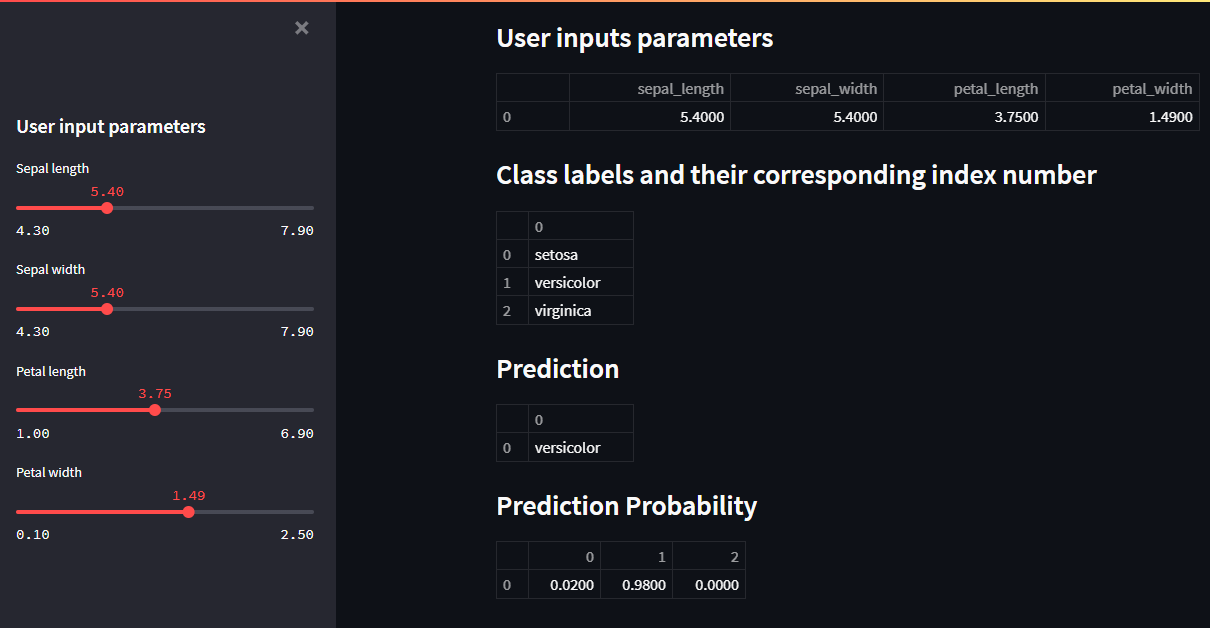 ×
User input parameters
Sepal length
5.40
4.30 7.90
Sepal width
5.40
4.30 7.90
Petal length
3.75
1.00 6.90
Petal width
1.49
0.10 2.50
User inputs parameters
sepal_length sepal_width petal_length petal_width
0 5.4000 5.4000 3.7500 1.4900
Class labels and their corresponding index number
0
0 setosa
1 versicolor
2 virginica
Prediction
0
0 versicolor
Prediction Probability
0 1 2
0 0.0200 0.9800 0.0000